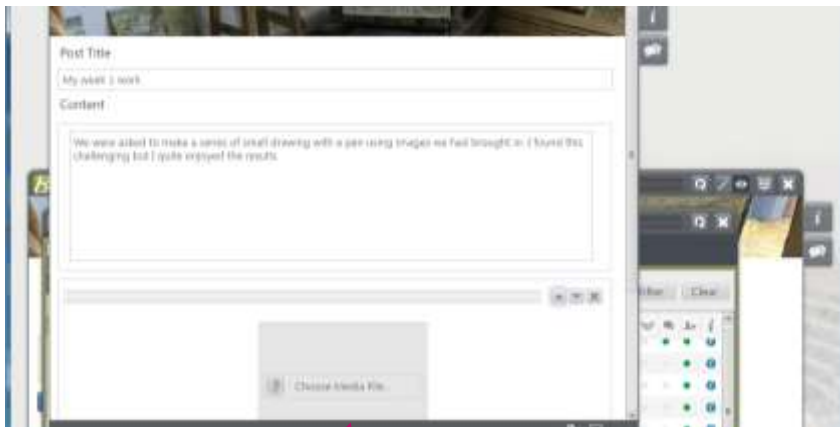 Post Title
My week 1 work
Content
We were asked to make a series of small drawing with a pen using images we had brought in. I found this
challenging but I quite enjoyed the results
Filter Clear
Choose Media File...